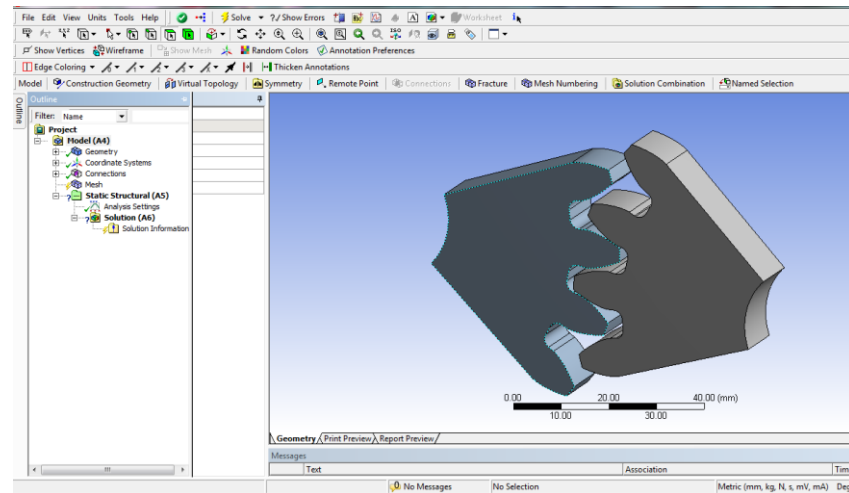 File Edit View Units Tools Help Solve ?/ Show Errors Worksheet
Show Vertices Wireframe Show Mesh Random Colors Annotation Preferences
Edge Coloring Thicken Annotations
Model Construction Geometry Virtual Topology Symmetry Remote Point Connections Fracture Mesh Numbering Solution Combination Named Selection
Outline
Outline
Filter: Name
Project
Model (A4)
Geometry
Coordinate Systems
Connections
Mesh
Static Structural (A5)
Analysis Settings
Solution (A6)
Solution Information
0.00 20.00 40.00 (mm)
10.00 30.00
Geometry Print Preview Report Preview
Messages
Text Association Tim
No Messages No Selection Metric (mm, kg, N, s, mV, mA) Deg